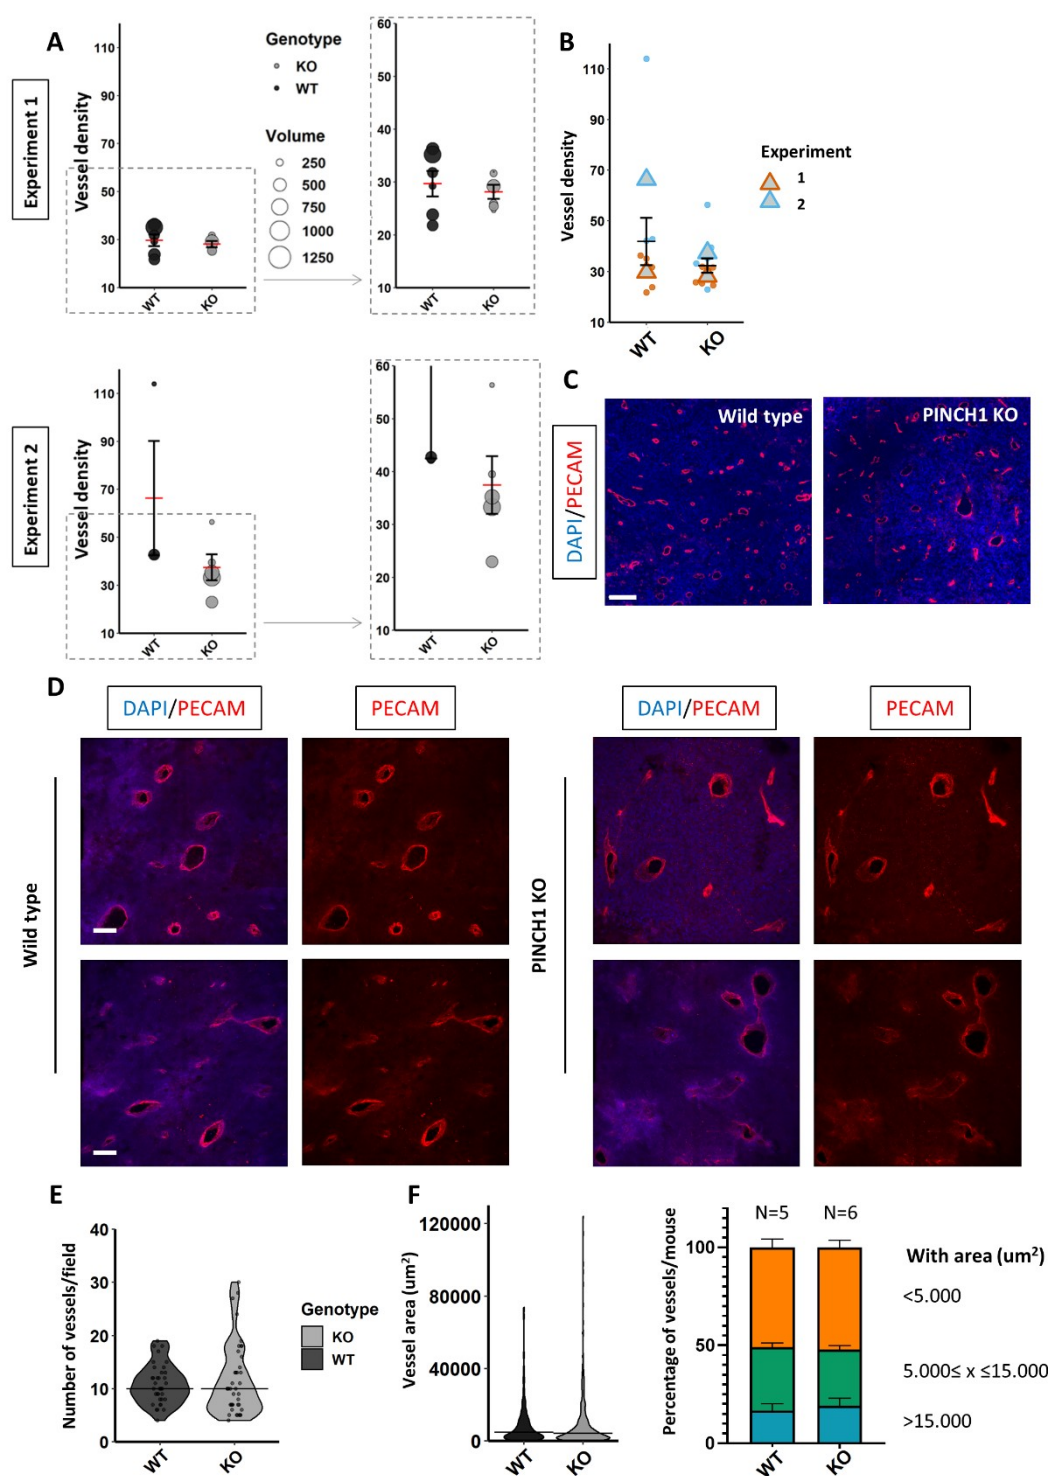 A
Experiment 1
Vessel density
110
90
70
50
30
10
WT
KO
Genotype
KO
WT
Volume
250
500
750
1000
1250
60
50
40
30
20
10
WT
KO
B
Vessel density
110
90
70
50
30
10
WT
KO
Experiment
1
2
Experiment 2
Vessel density
110
90
70
50
30
10
WT
KO
60
50
40
30
20
10
WT
KO
C
DAPI/PECAM
Wild type
PINCH1 KO
D
DAPI/PECAM
PECAM
DAPI/PECAM
PECAM
Wild type
PINCH1 KO
E
Number of vessels/field
40
30
20
10
0
WT
KO
Genotype
KO
WT
F
Vessel area (um²)
120000
80000
40000
0
WT
KO
Percentage of vessels/mouse
100
50
0
N=5
N=6
WT
KO
With area (um²)
<5.000
5.000≤ x ≤15.000
>15.000